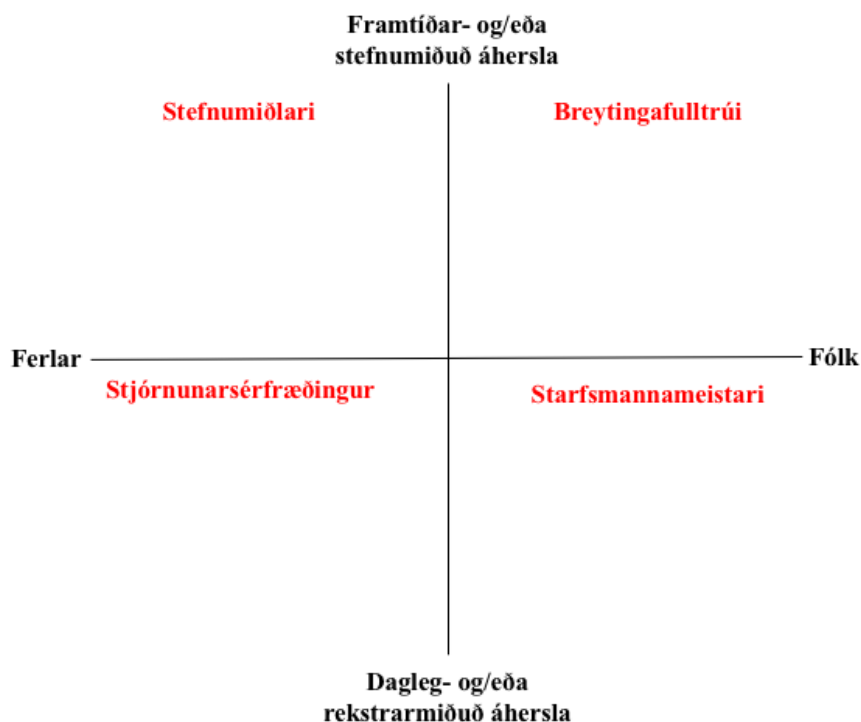 Framtíðar- og/eða
stefnumiðuð áhersla
Stefnumiðlari
Breytingafulltrúi
Ferlar
Fólk
Stjórnunarsérfræðingur
Starfsmannameistari
Dagleg- og/eða
rekstrarmiðuð áhersla